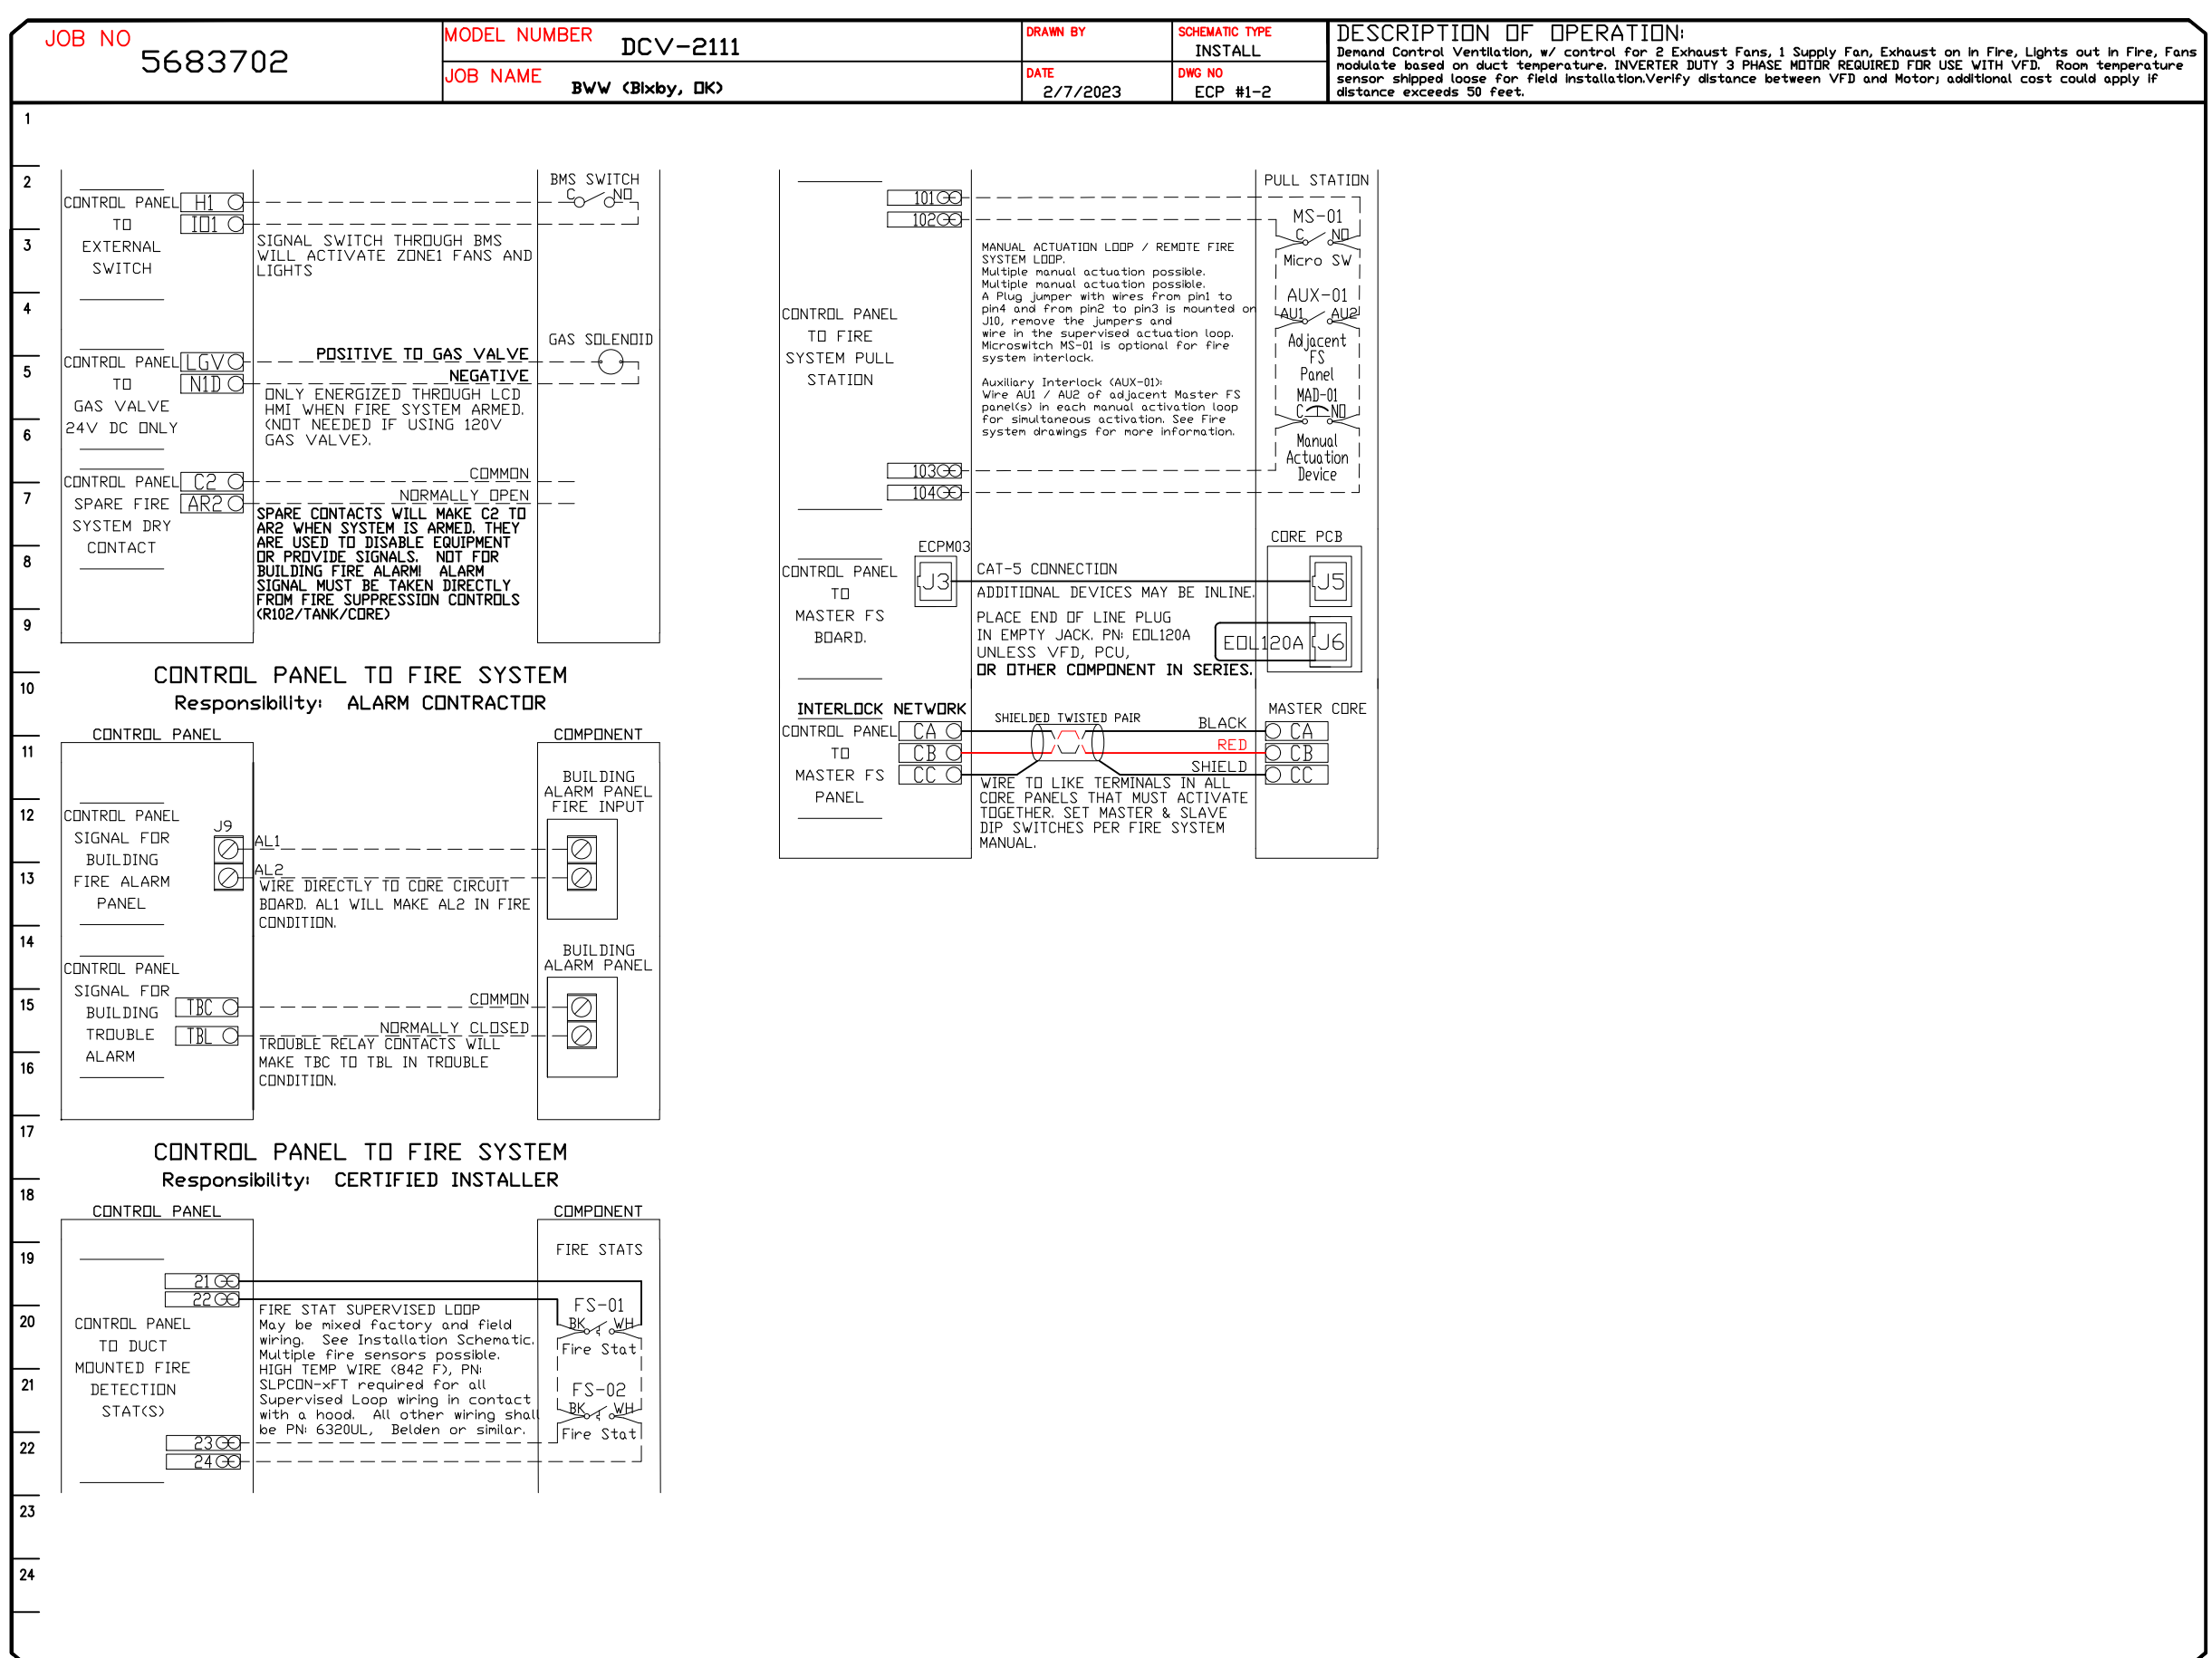 JOB NO
5683702
MODEL NUMBER
DCV-2111
JOB NAME
BWW (Bixby, OK)
DRAWN BY
DATE
2/7/2023
SCHEMATIC TYPE
INSTALL
DWG NO
ECP #1-2
DESCRIPTION OF OPERATION:
Demand Control Ventilation, w/ control for 2 Exhaust Fans, 1 Supply Fan, Exhaust on in Fire, Lights out in Fire, Fans
modulate based on duct temperature. INVERTER DUTY 3 PHASE MOTOR REQUIRED FOR USE WITH VFD. Room temperature
sensor shipped loose for field installation.Verify distance between VFD and Motor; additional cost could apply if
distance exceeds 50 feet.
1
2
3
4
5
6
7
8
9
10
11
12
13
14
15
16
17
18
19
20
21
22
23
24
CONTROL PANEL
TO
EXTERNAL
SWITCH
H1
IO1
BMS SWITCH
C NO
SIGNAL SWITCH THROUGH BMS
WILL ACTIVATE ZONE1 FANS AND
LIGHTS
CONTROL PANEL
TO
GAS VALVE
24V DC ONLY
LGV
N1D
POSITIVE TO GAS VALVE
NEGATIVE
GAS SOLENOID
ONLY ENERGIZED THROUGH LCD
HMI WHEN FIRE SYSTEM ARMED.
(NOT NEEDED IF USING 120V
GAS VALVE).
CONTROL PANEL
SPARE FIRE
SYSTEM DRY
CONTACT
C2
AR2
COMMON
NORMALLY OPEN
SPARE CONTACTS WILL MAKE C2 TO
AR2 WHEN SYSTEM IS ARMED. THEY
ARE USED TO DISABLE EQUIPMENT
OR PROVIDE SIGNALS. NOT FOR
BUILDING FIRE ALARM! ALARM
SIGNAL MUST BE TAKEN DIRECTLY
FROM FIRE SUPPRESSION CONTROLS
(R102/TANK/CORE)
CONTROL PANEL TO FIRE SYSTEM
Responsibility: ALARM CONTRACTOR
CONTROL PANEL
COMPONENT
CONTROL PANEL
SIGNAL FOR
BUILDING
FIRE ALARM
PANEL
J9
AL1
AL2
BUILDING
ALARM PANEL
FIRE INPUT
WIRE DIRECTLY TO CORE CIRCUIT
BOARD. AL1 WILL MAKE AL2 IN FIRE
CONDITION.
CONTROL PANEL
SIGNAL FOR
BUILDING
TROUBLE
ALARM
TBC
TBL
COMMON
NORMALLY CLOSED
BUILDING
ALARM PANEL
TROUBLE RELAY CONTACTS WILL
MAKE TBC TO TBL IN TROUBLE
CONDITION.
CONTROL PANEL TO FIRE SYSTEM
Responsibility: CERTIFIED INSTALLER
CONTROL PANEL
COMPONENT
FIRE STATS
21
22
CONTROL PANEL
TO DUCT
MOUNTED FIRE
DETECTION
STAT(S)
FIRE STAT SUPERVISED LOOP
May be mixed factory and field
wiring. See Installation Schematic.
Multiple fire sensors possible.
HIGH TEMP WIRE (842 F), PN:
SLPCON-xFT required for all
Supervised Loop wiring in contact
with a hood. All other wiring shall
be PN: 6320UL, Belden or similar.
FS-01
BK WH
Fire Stat
FS-02
BK WH
Fire Stat
23
24
101
102
PULL STATION
MS-01
C NO
Micro SW
AUX-01
AU1 AU2
Adjacent
FS
Panel
MAD-01
C NO
Manual
Actuation
Device
CONTROL PANEL
TO FIRE
SYSTEM PULL
STATION
MANUAL ACTUATION LOOP / REMOTE FIRE
SYSTEM LOOP.
Multiple manual actuation possible.
Multiple manual actuation possible.
A Plug jumper with wires from pin1 to
pin4 and from pin2 to pin3 is mounted on
J10, remove the jumpers and
wire in the supervised actuation loop.
Microswitch MS-01 is optional for fire
system interlock.
Auxiliary Interlock (AUX-01):
Wire AU1 / AU2 of adjacent Master FS
panel(s) in each manual activation loop
for simultaneous activation. See Fire
system drawings for more information.
103
104
CONTROL PANEL
TO
MASTER FS
BOARD.
ECPM03
J3
CAT-5 CONNECTION
ADDITIONAL DEVICES MAY BE INLINE.
PLACE END OF LINE PLUG
IN EMPTY JACK. PN: EOL120A
UNLESS VFD, PCU,
OR OTHER COMPONENT IN SERIES.
CORE PCB
J5
EOL120A
J6
INTERLOCK NETWORK
CONTROL PANEL
TO
MASTER FS
PANEL
CA
CB
CC
SHIELDED TWISTED PAIR
BLACK
RED
SHIELD
MASTER CORE
CA
CB
CC
WIRE TO LIKE TERMINALS IN ALL
CORE PANELS THAT MUST ACTIVATE
TOGETHER. SET MASTER & SLAVE
DIP SWITCHES PER FIRE SYSTEM
MANUAL.